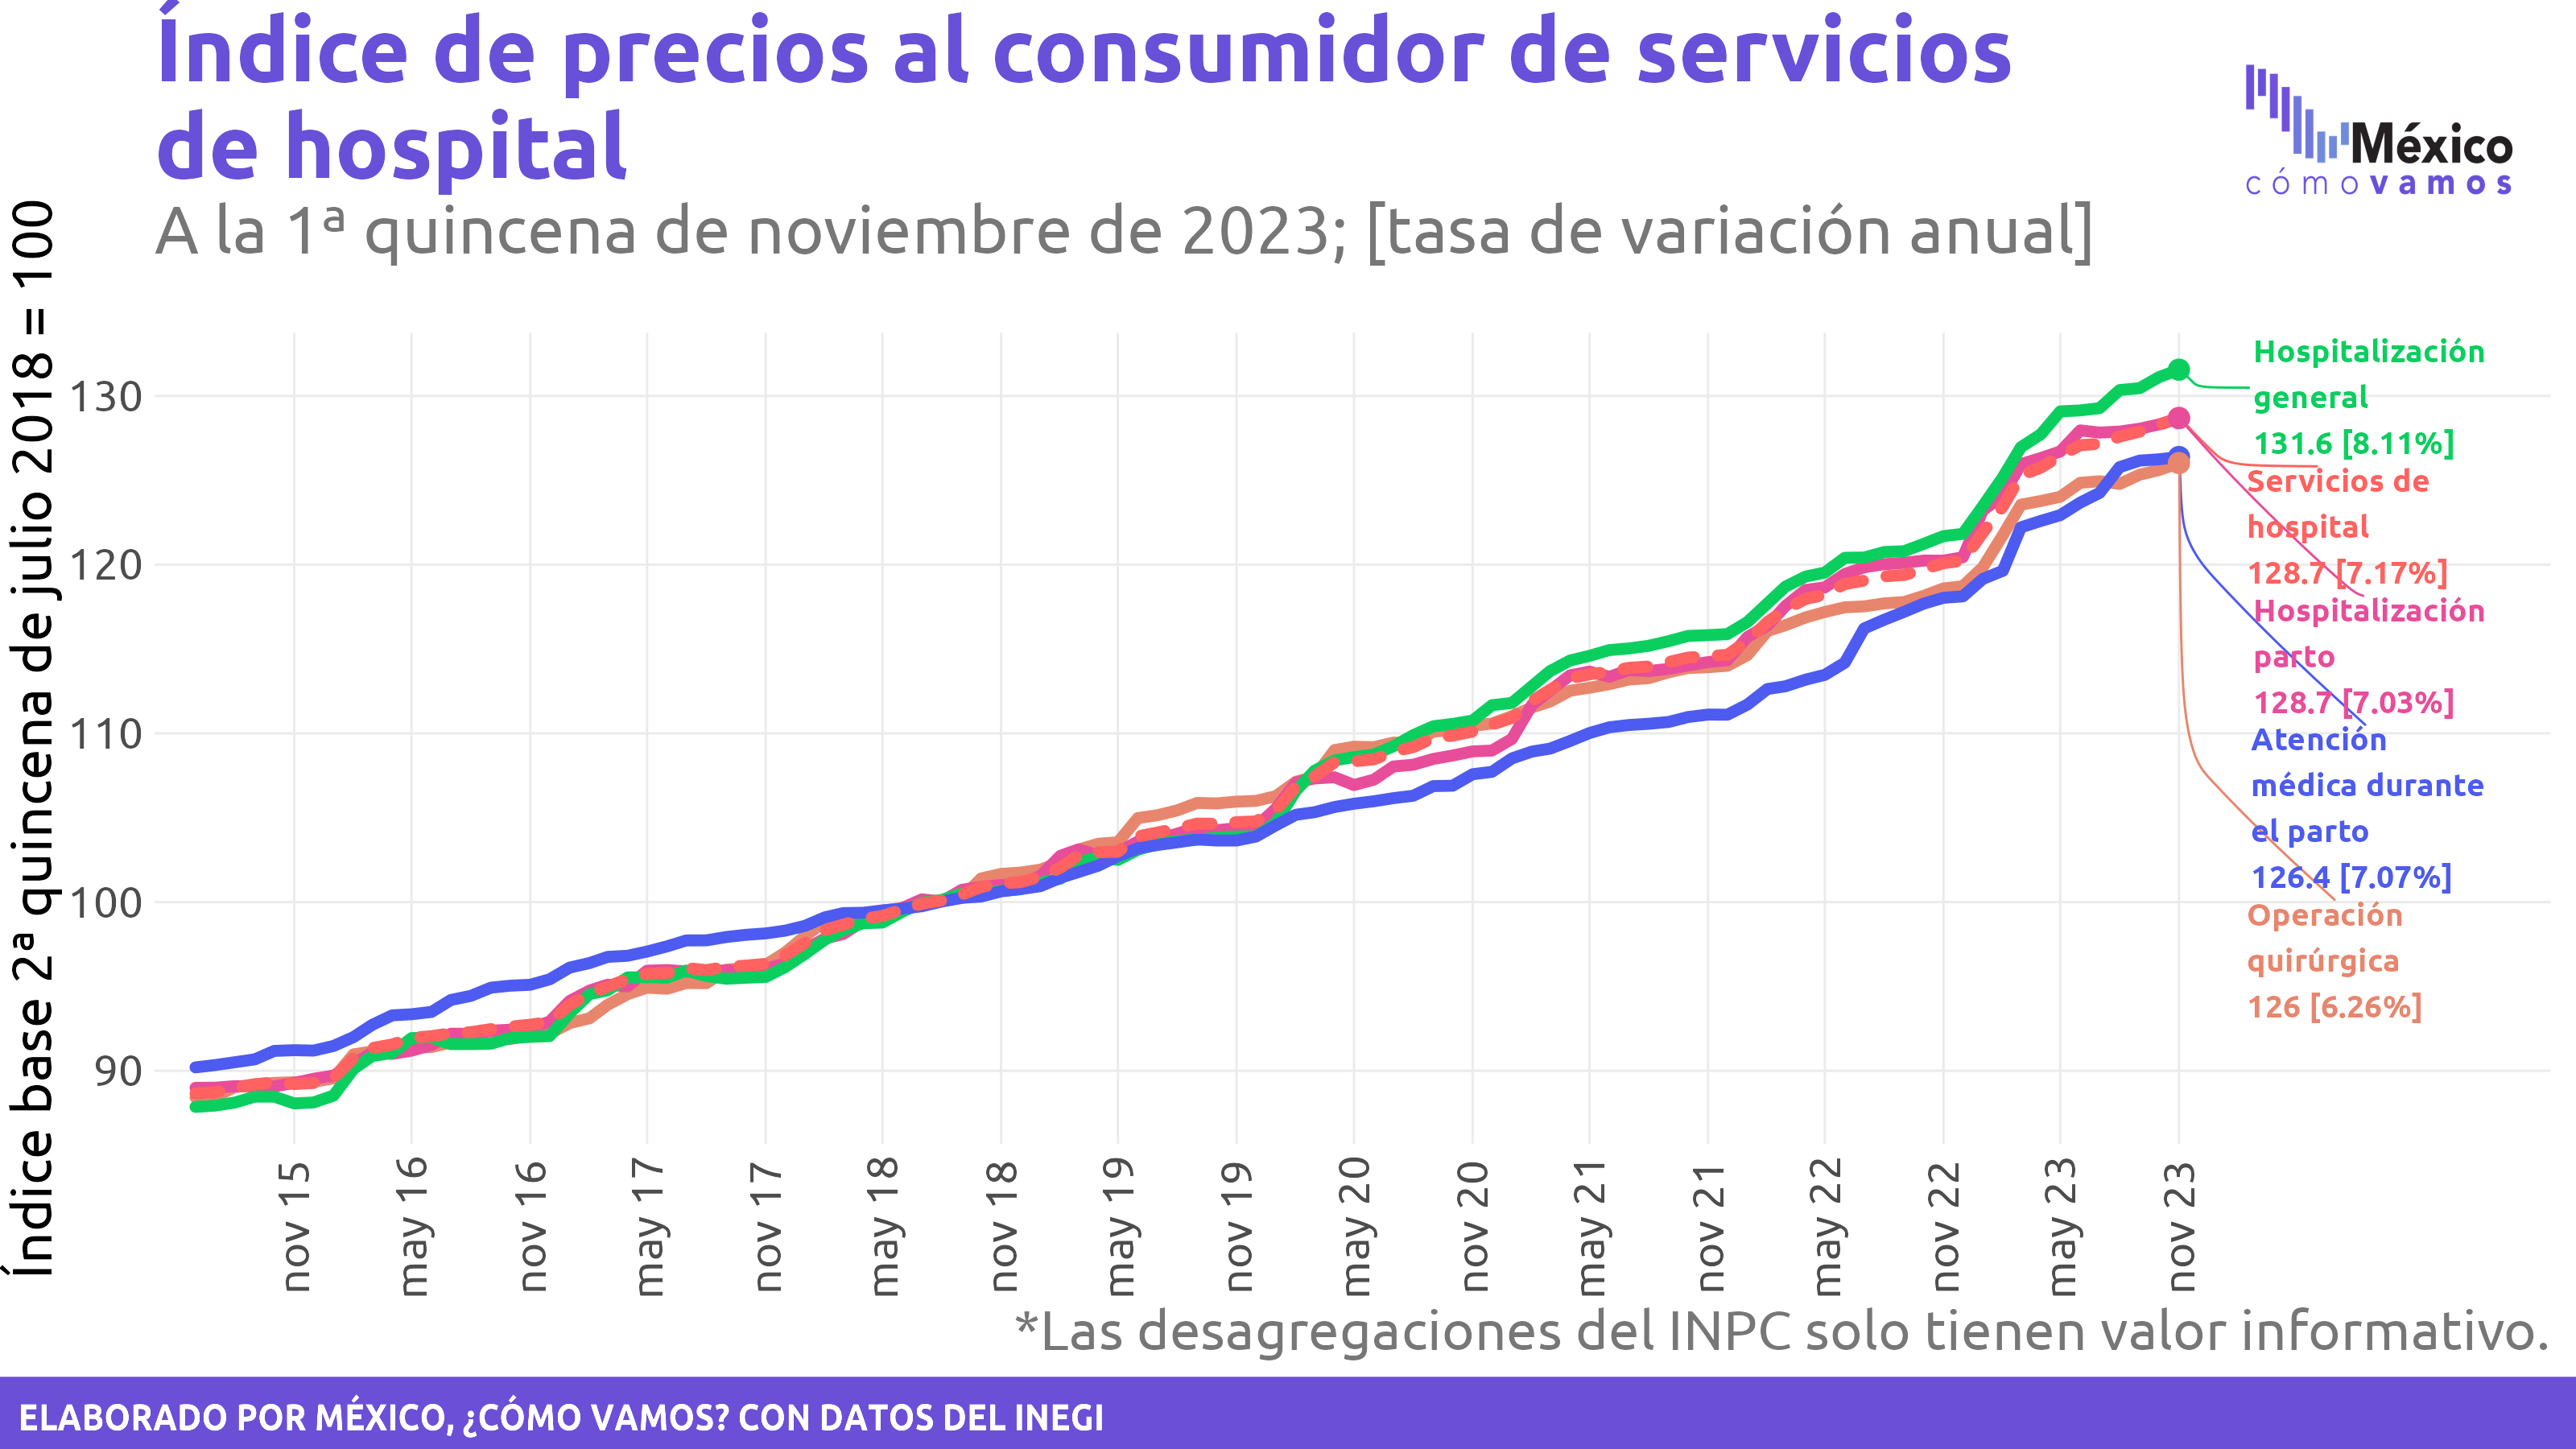 Índice de precios al consumidor de servicios
de hospital
A la 1ª quincena de noviembre de 2023; [tasa de variación anual]
México
cómo vamos
Índice base 2ª quincena de julio 2018 = 100
130
120
110
100
90
Hospitalización
general
131.6 [8.11%]
Servicios de
hospital
128.7 [7.17%]
Hospitalización
parto
128.7 [7.03%]
Atención
médica durante
el parto
126.4 [7.07%]
Operación
quirúrgica
126 [6.26%]
nov 15
may 16
nov 16
may 17
nov 17
may 18
nov 18
may 19
nov 19
may 20
nov 20
may 21
nov 21
may 22
nov 22
may 23
nov 23
*Las desagregaciones del INPC solo tienen valor informativo.
ELABORADO POR MÉXICO, ¿CÓMO VAMOS? CON DATOS DEL INEGI